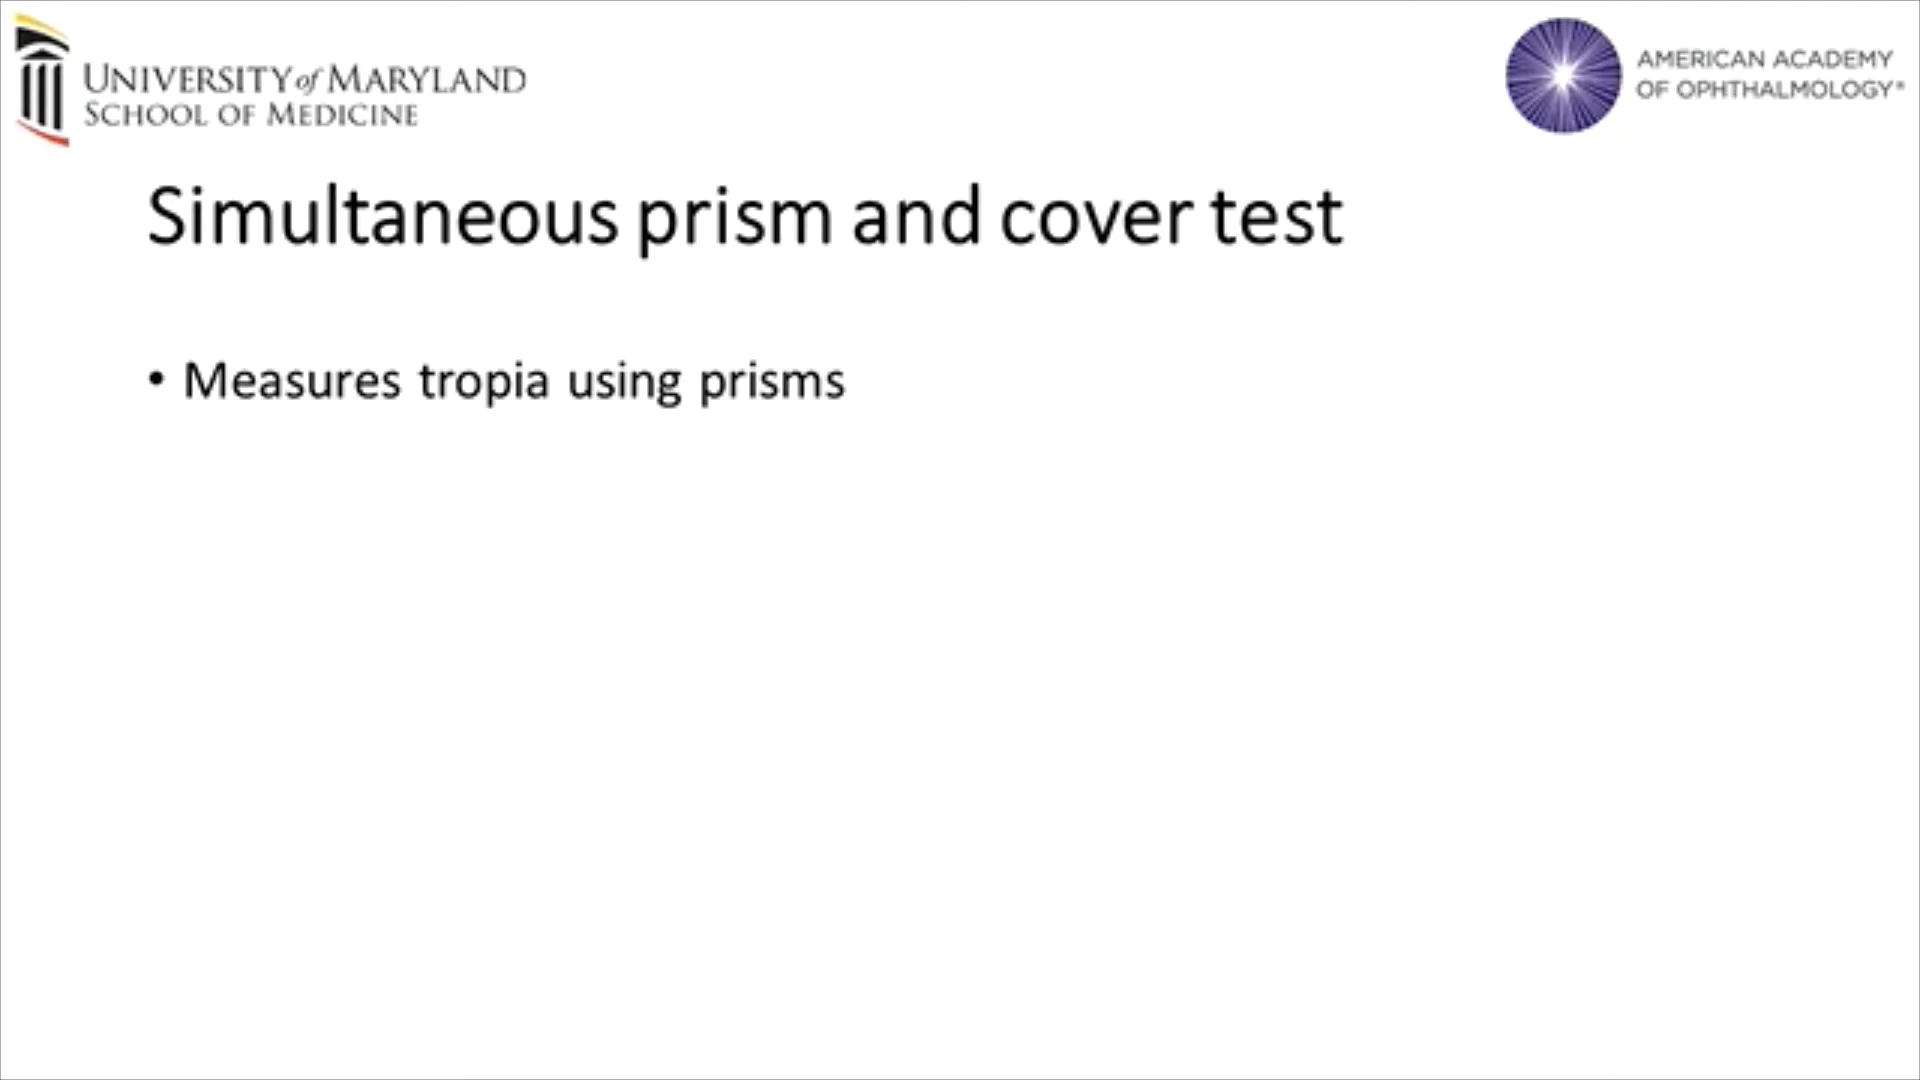 UNIVERSITY of MARYLAND
SCHOOL OF MEDICINE
AMERICAN ACADEMY
OF OPHTHALMOLOGY®
Simultaneous prism and cover test
• Measures tropia using prisms